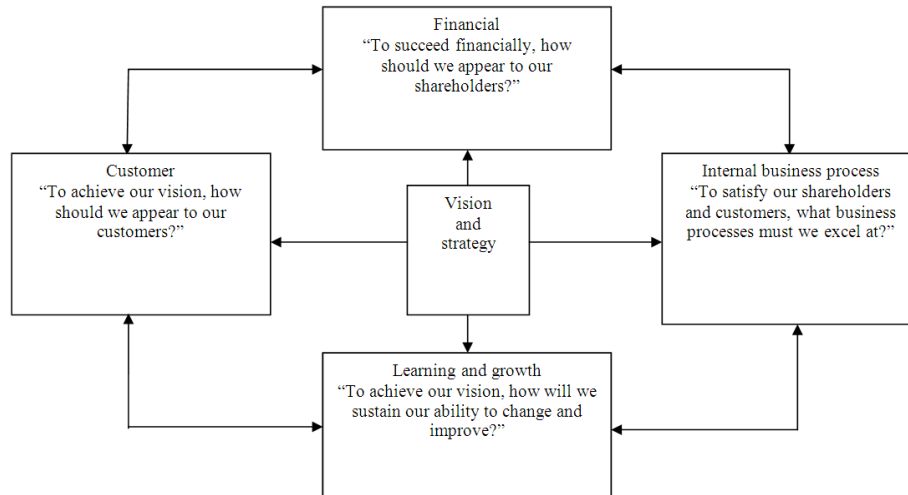 Financial
“To succeed financially, how
should we appear to our
shareholders?”
Customer
“To achieve our vision, how
should we appear to our
customers?”
Vision
and
strategy
Internal business process
“To satisfy our shareholders
and customers, what business
processes must we excel at?”
Learning and growth
“To achieve our vision, how will we
sustain our ability to change and
improve?”